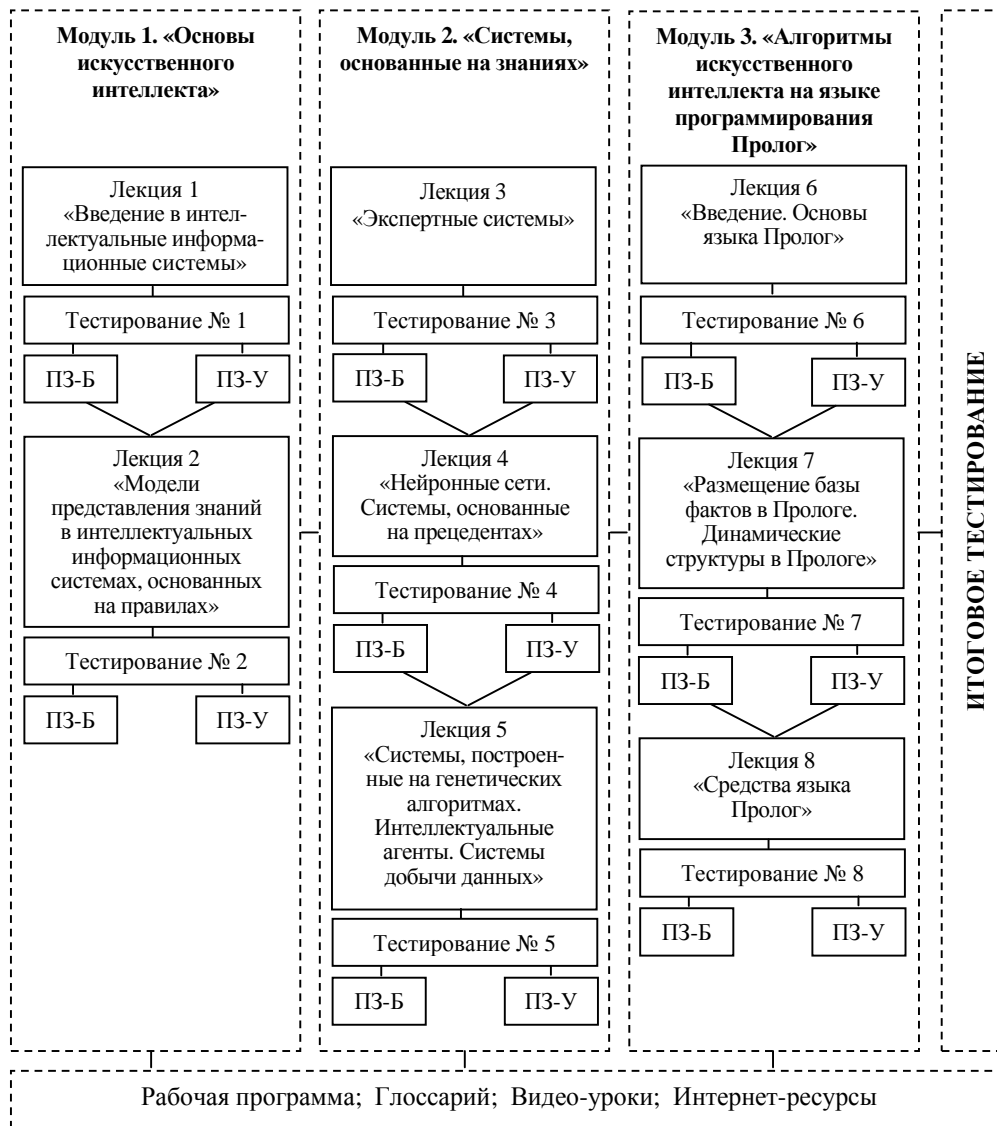 Модуль 1. «Основы
искусственного
интеллекта»
Лекция 1
«Введение в интел-
лектуальные информа-
ционные системы»
Тестирование № 1
ПЗ-Б
ПЗ-У
Лекция 2
«Модели
представления знаний
в интеллектуальных
информационных
системах, основанных
на правилах»
Тестирование № 2
ПЗ-Б
ПЗ-У
Модуль 2. «Системы,
основанные на знаниях»
Лекция 3
«Экспертные системы»
Тестирование № 3
ПЗ-Б
ПЗ-У
Лекция 4
«Нейронные сети.
Системы, основанные
на прецедентах»
Тестирование № 4
ПЗ-Б
ПЗ-У
Лекция 5
«Системы, построен-
ные на генетических
алгоритмах.
Интеллектуальные
агенты. Системы
добычи данных»
Тестирование № 5
ПЗ-Б
ПЗ-У
Модуль 3. «Алгоритмы
искусственного
интеллекта на языке
программирования
Пролог»
Лекция 6
«Введение. Основы
языка Пролог»
Тестирование № 6
ПЗ-Б
ПЗ-У
Лекция 7
«Размещение базы
фактов в Прологе.
Динамические
структуры в Прологе»
Тестирование № 7
ПЗ-Б
ПЗ-У
Лекция 8
«Средства языка
Пролог»
Тестирование № 8
ПЗ-Б
ПЗ-У
ИТОГОВОЕ ТЕСТИРОВАНИЕ
Рабочая программа; Глоссарий; Видео-уроки; Интернет-ресурсы